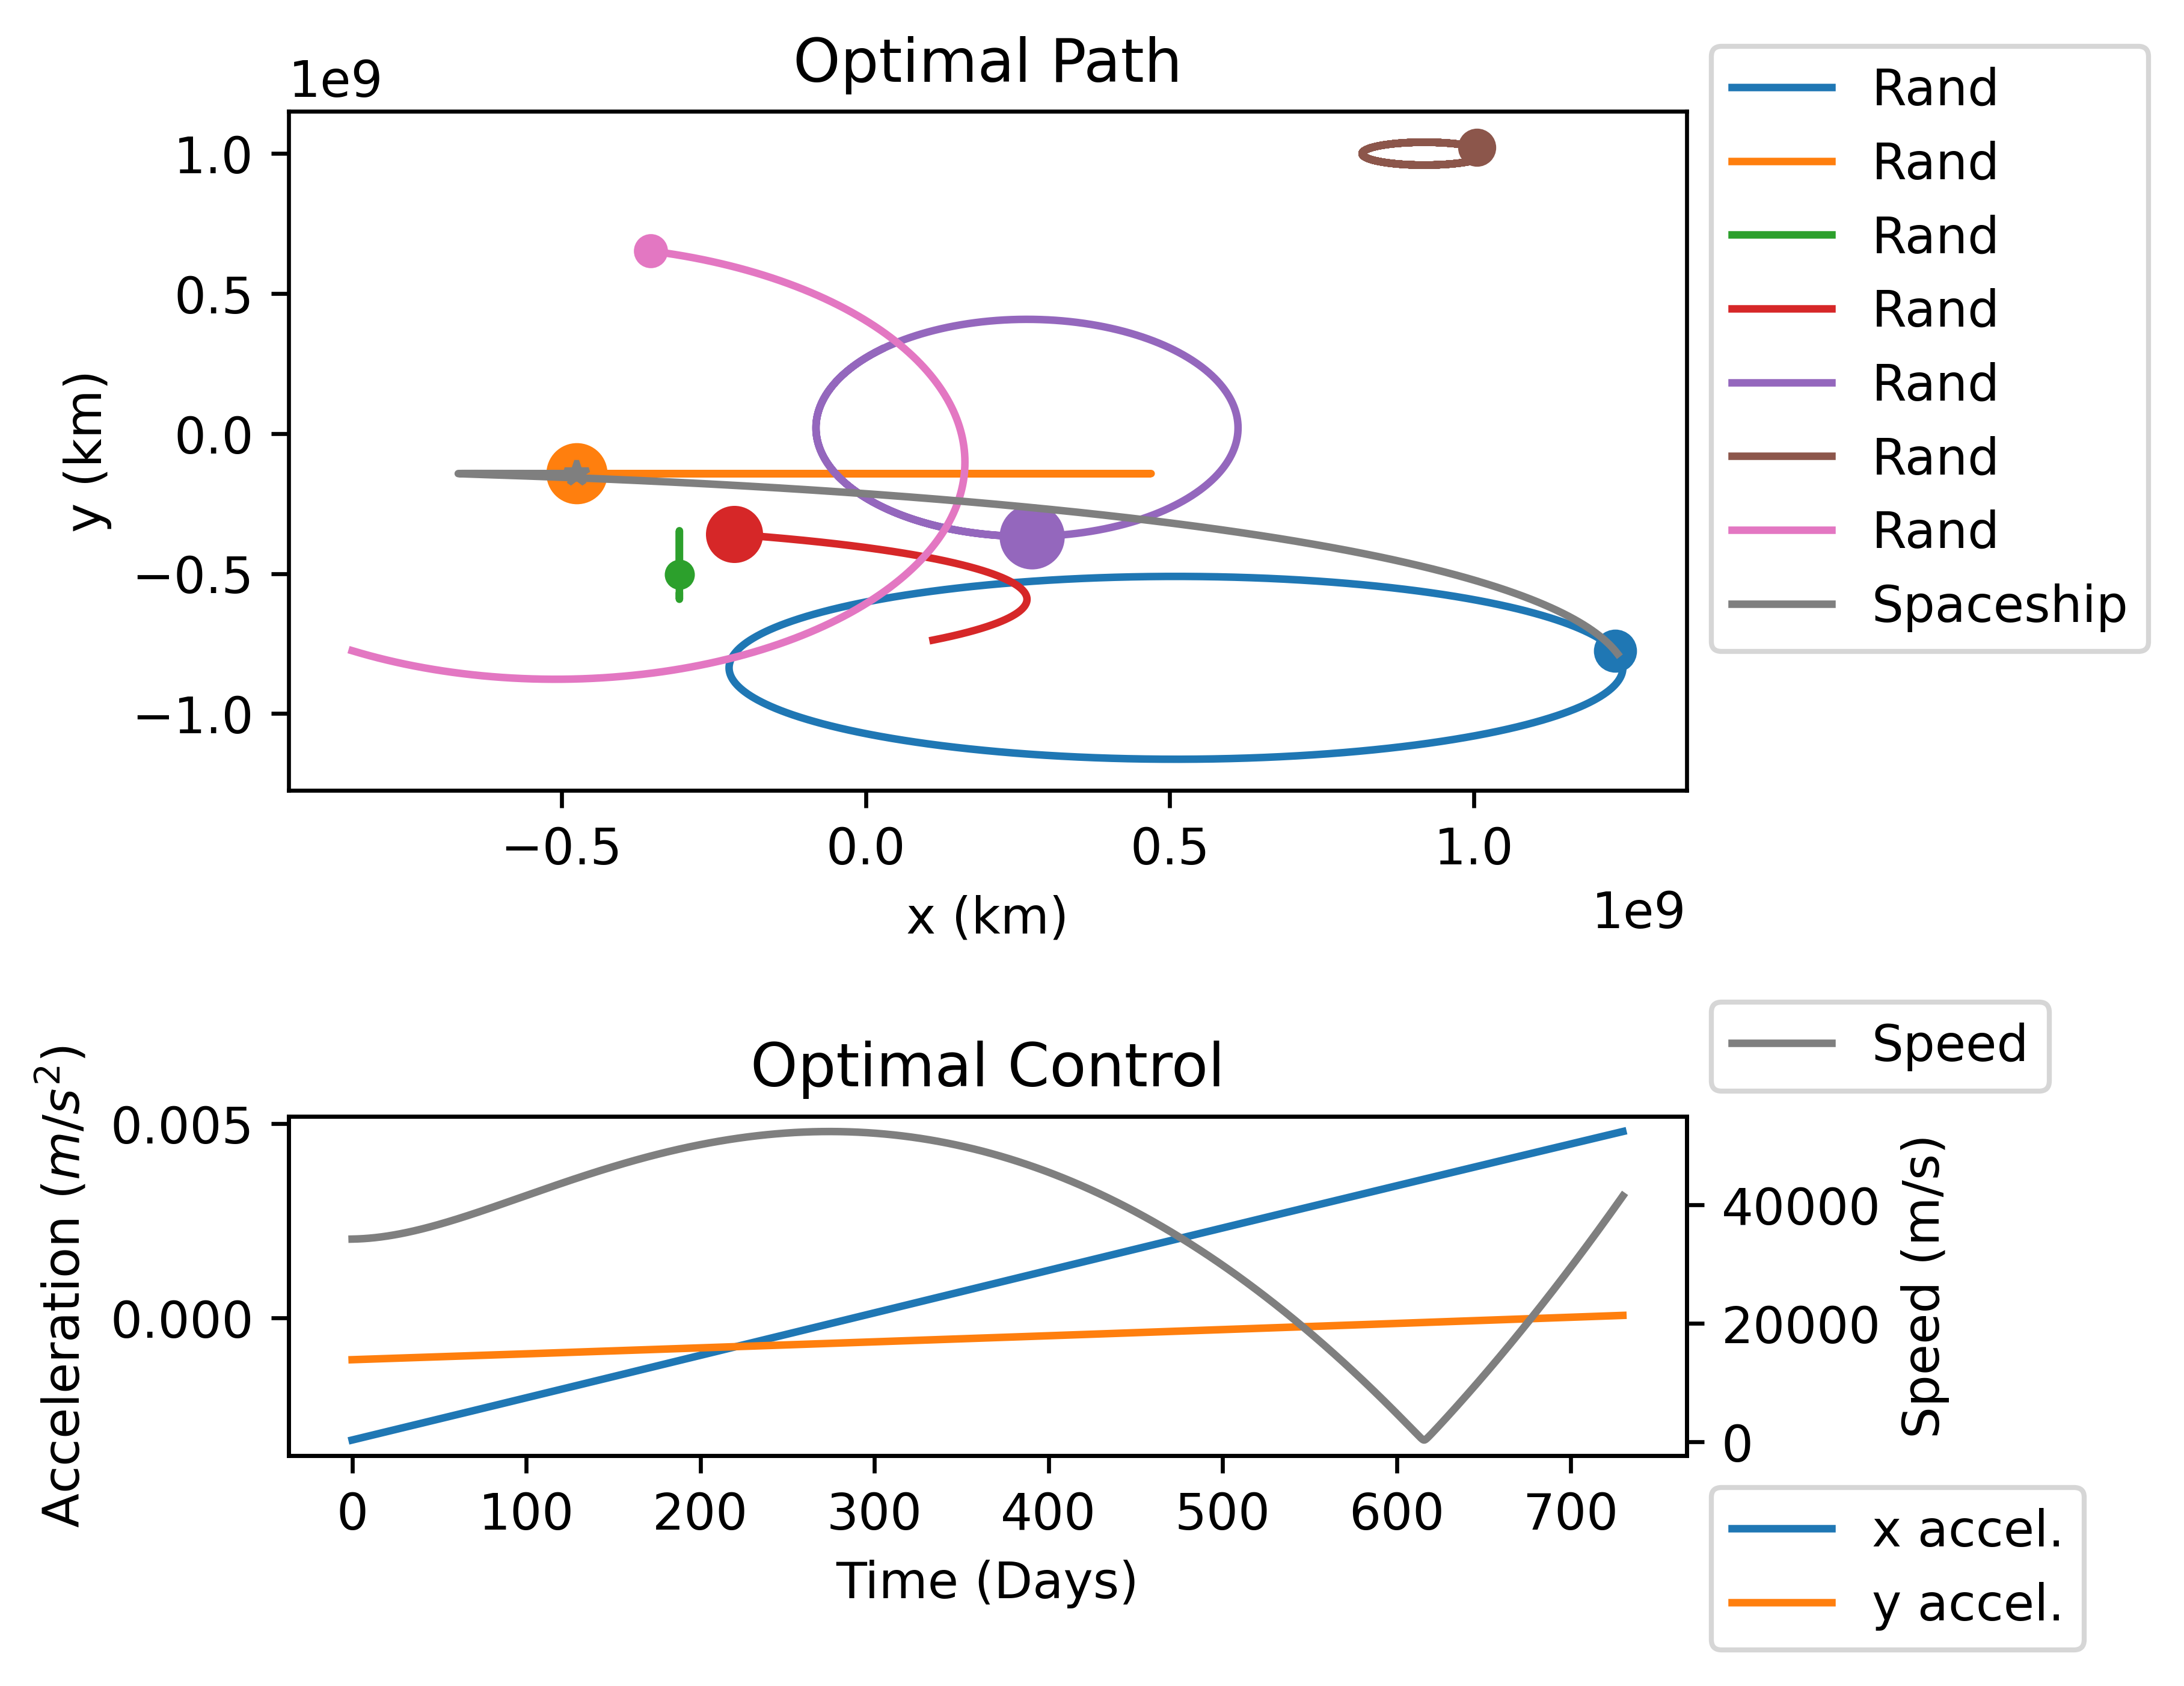 Optimal Path
1e9
1.0
0.5
0.0
−0.5
−1.0
y (km)
−0.5 0.0 0.5 1.0
x (km)
1e9
Rand
Rand
Rand
Rand
Rand
Rand
Rand
Spaceship
Optimal Control
Speed
0.005
0.000
Acceleration (m/s²)
40000
20000
0
Speed (m/s)
0 100 200 300 400 500 600 700
Time (Days)
x accel.
y accel.